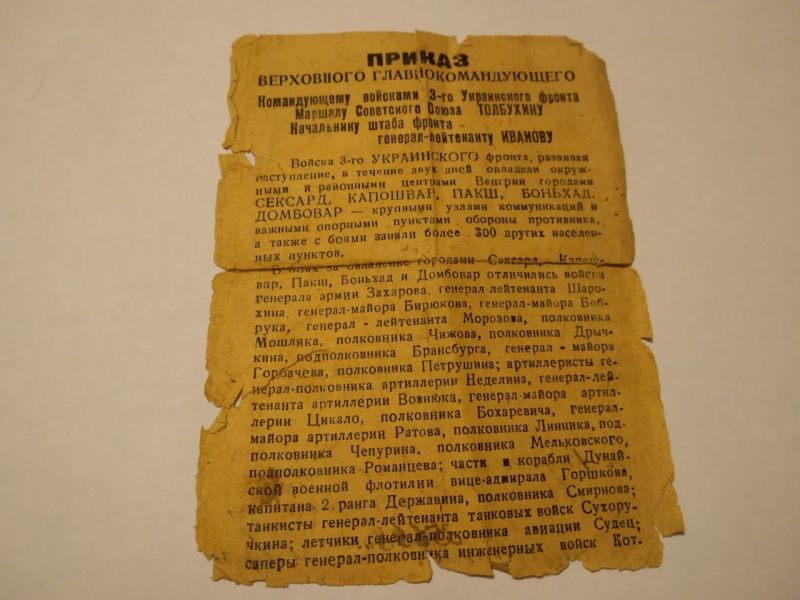 ПРИКАЗ
ВЕРХОВНОГО ГЛАВНОКОМАНДУЮЩЕГО
Командующему войсками 3-го Украинского фронта
Маршалу Советского Союза ТОЛБУХИНУ
Начальнику штаба фронта
генерал-лейтенанту ИВАНОВУ
Войска 3-го УКРАИНСКОГО фронта, развивая
наступление, в течение двух дней овладели окруж-
ными и районными центрами Венгрии городами
СЕКСАРД, КАПОШВАР, ПАКШ, БОНЬХАД,
ДОМБОВАР — крупными узлами коммуникаций и
важными опорными пунктами обороны противника,
а также с боями заняли более 300 других населен-
ных пунктов.
В боях за овладение городами Сексард, Капош-
вар, Пакш, Боньхад и Домбовар отличились войска
генерала армии Захарова, генерал-лейтенанта Шаро-
хина, генерал-майора Бирюкова, генерал-майора Боб-
рука, генерал-лейтенанта Морозова, полковника
Мошляка, полковника Чижова, полковника Дрыч-
кина, подполковника Брансбурга, генерал-майора
Горбачева, полковника Петрушина; артиллеристы ге-
нерал-полковника артиллерии Неделина, генерал-лей-
тенанта артиллерии Вознюка, генерал-майора артил-
лерии Цикало, полковника Бохаревича, генерал-
майора артиллерии Ратова, полковника Линника, под-
полковника Чепурина, полковника Мельковского,
подполковника Романцева; части и корабли Дунай-
ской военной флотилии вице-адмирала Горшкова,
капитана 2 ранга Державина, полковника Смирнова;
танкисты генерал-лейтенанта танковых войск Сухору-
чкина; летчики генерал-полковника авиации Судец;
саперы генерал-полковника инженерных войск Кот-